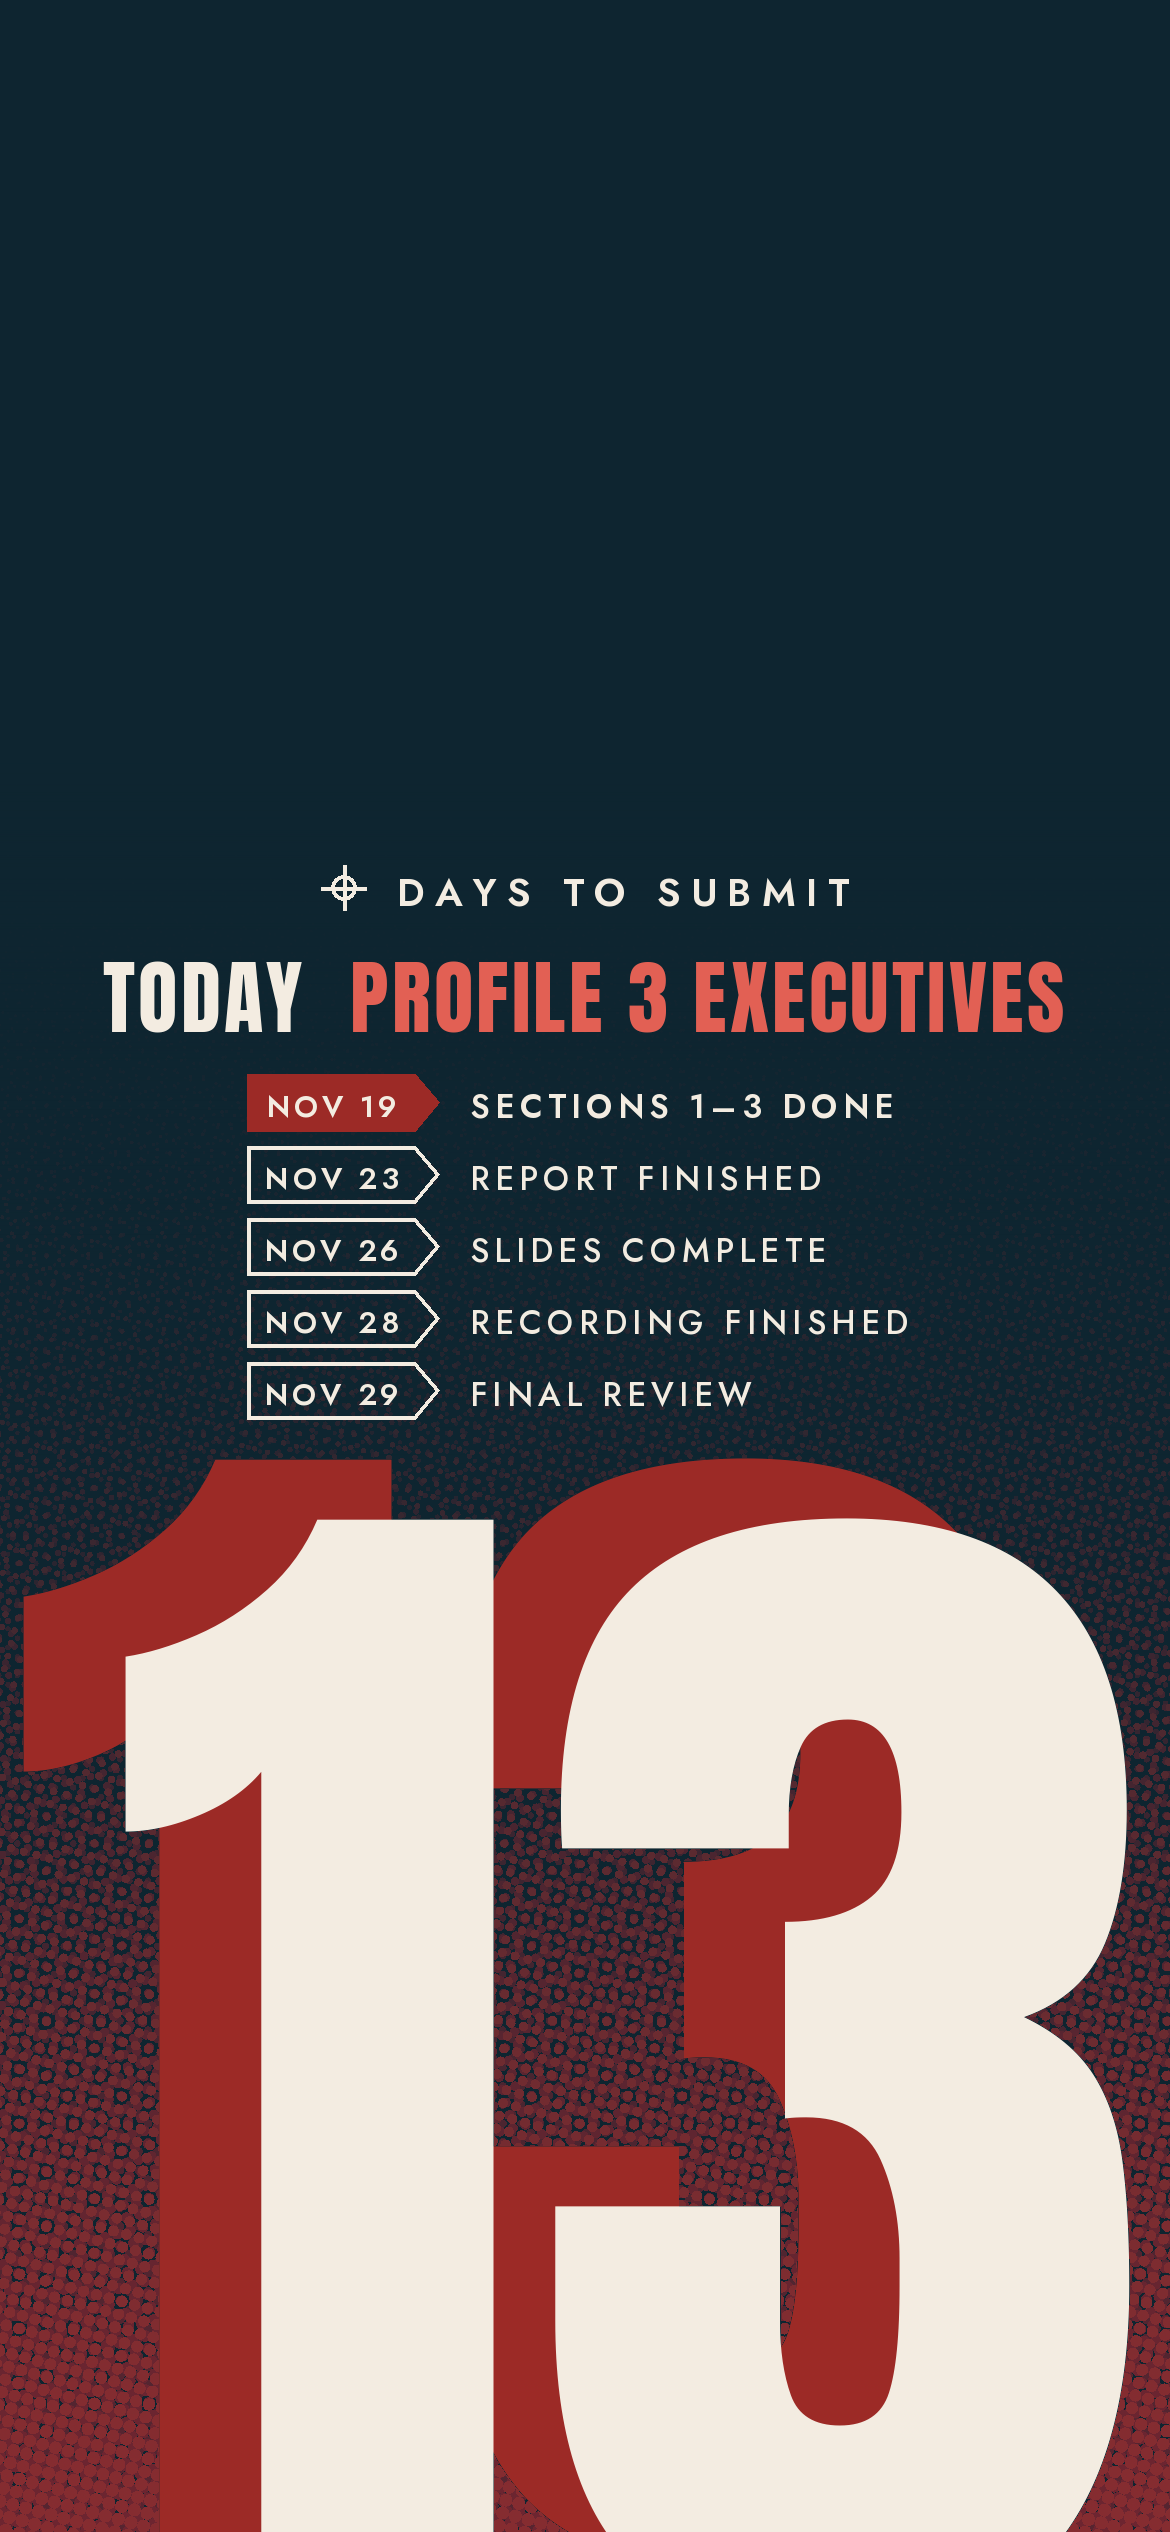 DAYS TO SUBMIT
TODAY PROFILE 3 EXECUTIVES
NOV 19 SECTIONS 1–3 DONE
NOV 23 REPORT FINISHED
NOV 26 SLIDES COMPLETE
NOV 28 RECORDING FINISHED
NOV 29 FINAL REVIEW
13